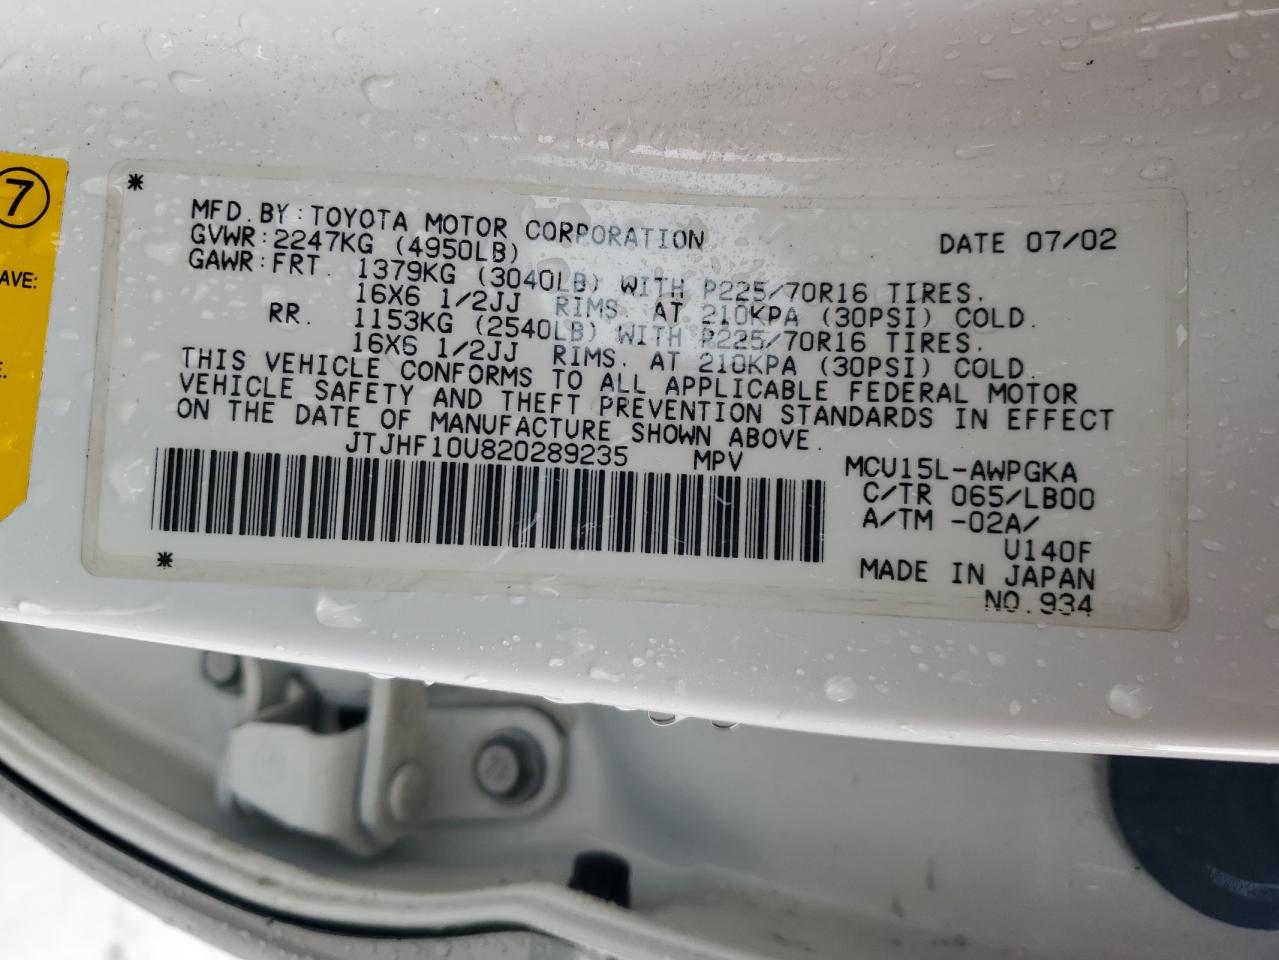 7
AVE:
E.
*
MFD. BY: TOYOTA MOTOR CORPORATION DATE 07/02
GVWR: 2247KG (4950LB)
GAWR: FRT. 1379KG (3040LB) WITH P225/70R16 TIRES.
16X6 1/2JJ RIMS AT 210KPA (30PSI) COLD.
RR. 1153KG (2540LB) WITH P225/70R16 TIRES.
16X6 1/2JJ RIMS. AT 210KPA (30PSI) COLD.
THIS VEHICLE CONFORMS TO ALL APPLICABLE FEDERAL MOTOR
VEHICLE SAFETY AND THEFT PREVENTION STANDARDS IN EFFECT
ON THE DATE OF MANUFACTURE SHOWN ABOVE.
JTJHF10U820289235 MPV MCU15L-AWPGKA
C/TR 065/LB00
A/TM -02A/
U140F
MADE IN JAPAN
NO. 934
*